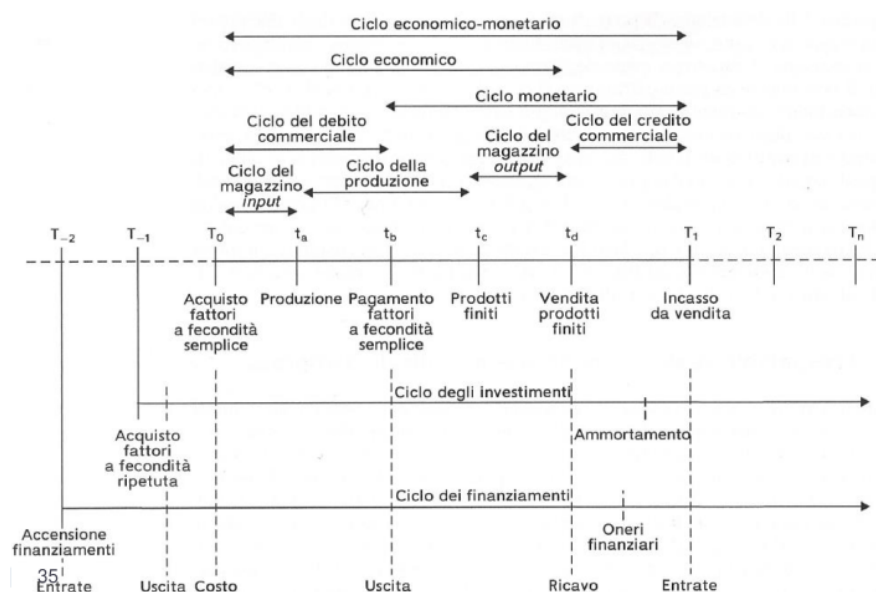 Ciclo economico-monetario
Ciclo economico
Ciclo monetario
Ciclo del debito
commerciale
Ciclo del
magazzino
output
Ciclo del credito
commerciale
Ciclo del
magazzino
input
Ciclo della
produzione
T−2 T−1 T0 ta tb tc td T1 T2 Tn
Acquisto
fattori
a fecondità
semplice
Produzione
Pagamento
fattori
a fecondità
semplice
Prodotti
finiti
Vendita
prodotti
finiti
Incasso
da vendita
Ciclo degli investimenti
Acquisto
fattori
a fecondità
ripetuta
Ammortamento
Ciclo dei finanziamenti
Accensione
finanziamenti
Oneri
finanziari
35
Entrate Uscita Costo Uscita Ricavo Entrate